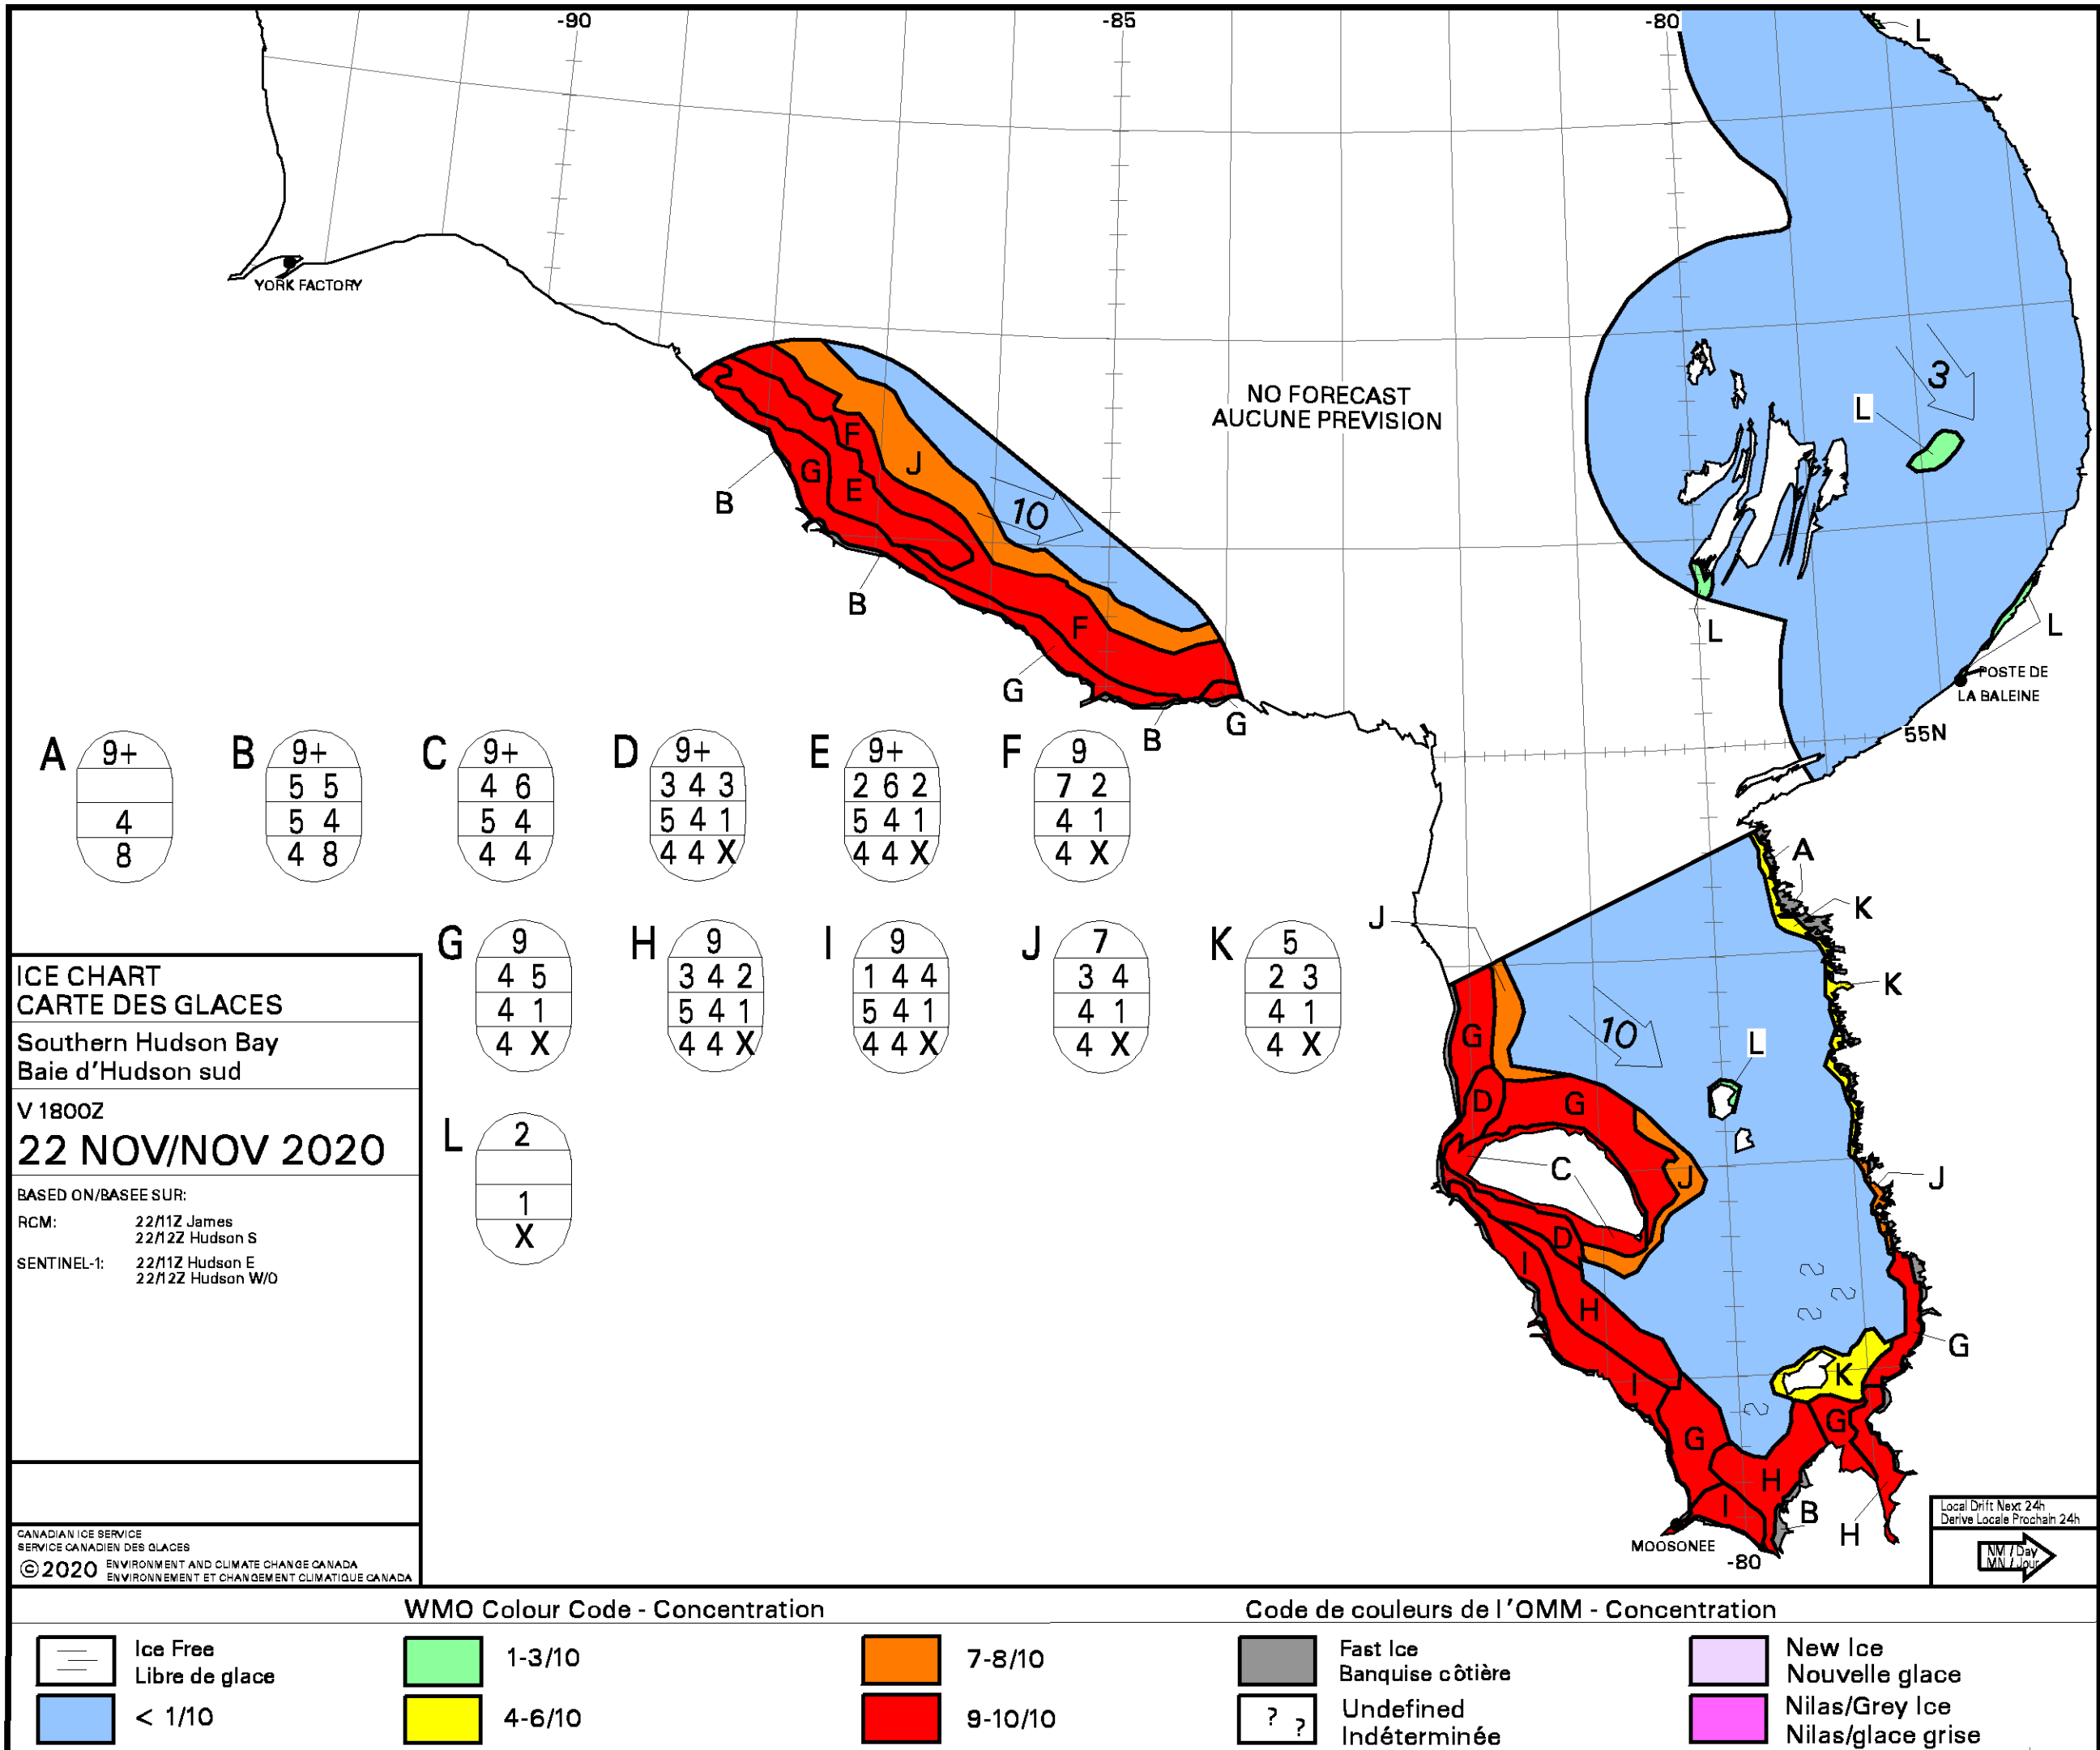 -90
-85
-80
L
YORK FACTORY
3
NO FORECAST
AUCUNE PREVISION
L
F
J
G
E
B
10
B
L
L
F
G
POSTE DE
LA BALEINE
G
B
55N
A
9+
4
8
B
9+
5 5
5 4
4 8
C
9+
4 6
5 4
4 4
D
9+
3 4 3
5 4 1
4 4 X
E
9+
2 6 2
5 4 1
4 4 X
F
9
7 2
4 1
4 X
G
9
4 5
4 1
4 X
H
9
3 4 2
5 4 1
4 4 X
I
9
1 4 4
5 4 1
4 4 X
J
7
3 4
4 1
4 X
K
5
2 3
4 1
4 X
L
2
1
X
A
K
J
K
G
10
L
D
G
C
J
J
D
I
H
G
K
I
G
G
H
I
B
H
MOOSONEE
-80
ICE CHART
CARTE DES GLACES
Southern Hudson Bay
Baie d'Hudson sud
V 1800Z
22 NOV/NOV 2020
BASED ON/BASEE SUR:
RCM: 22/11Z James
22/12Z Hudson S
SENTINEL-1: 22/11Z Hudson E
22/12Z Hudson W/O
CANADIAN ICE SERVICE
SERVICE CANADIEN DES GLACES
© 2020 ENVIRONMENT AND CLIMATE CHANGE CANADA
ENVIRONNEMENT ET CHANGEMENT CLIMATIQUE CANADA
Local Drift Next 24h
Derive Locale Prochain 24h
NM / Day
MN / Jour
WMO Colour Code - Concentration
Code de couleurs de l'OMM - Concentration
Ice Free
Libre de glace
< 1/10
1-3/10
4-6/10
7-8/10
9-10/10
Fast Ice
Banquise côtière
? ?
Undefined
Indéterminée
New Ice
Nouvelle glace
Nilas/Grey Ice
Nilas/glace grise